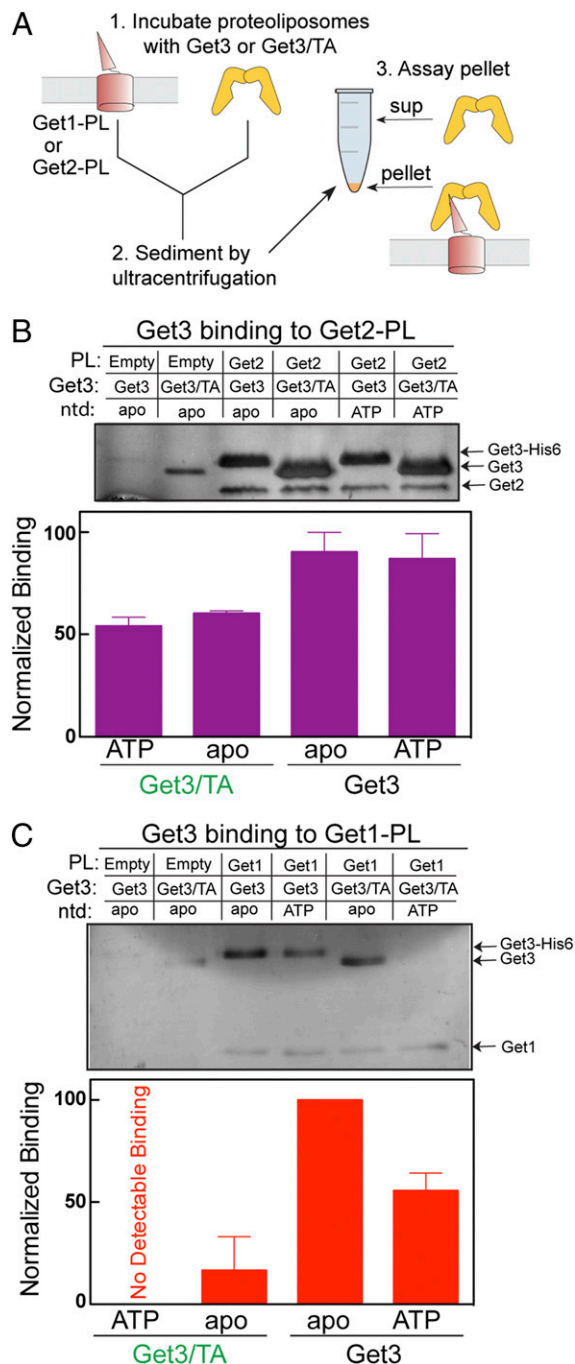 A
1. Incubate proteoliposomes
with Get3 or Get3/TA
3. Assay pellet
sup
Get1-PL
or
Get2-PL
pellet
2. Sediment by
ultracentrifugation
B
Get3 binding to Get2-PL
PL: Empty Empty Get2 Get2 Get2 Get2
Get3: Get3 Get3/TA Get3 Get3/TA Get3 Get3/TA
ntd: apo apo apo apo ATP ATP
Get3-His6
Get3
Get2
Normalized Binding
100
50
0
ATP apo apo ATP
Get3/TA Get3
C
Get3 binding to Get1-PL
PL: Empty Empty Get1 Get1 Get1 Get1
Get3: Get3 Get3/TA Get3 Get3 Get3/TA Get3/TA
ntd: apo apo apo ATP apo ATP
Get3-His6
Get3
Get1
Normalized Binding
100
50
0
No Detectable Binding
ATP apo apo ATP
Get3/TA Get3